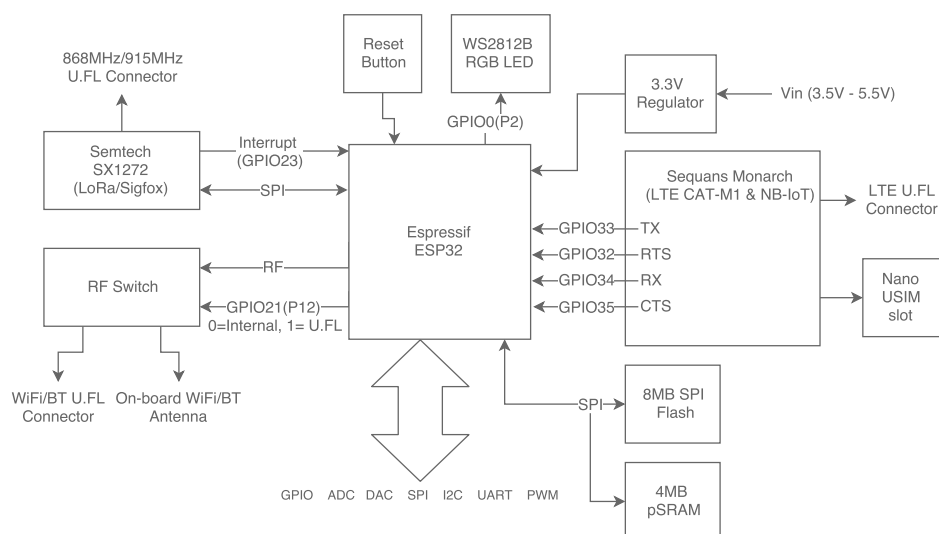 868MHz/915MHz
U.FL Connector
Reset
Button
WS2812B
RGB LED
3.3V
Regulator
Vin (3.5V - 5.5V)
GPIO0(P2)
Semtech
SX1272
(LoRa/Sigfox)
Interrupt
(GPIO23)
SPI
Espressif
ESP32
Sequans Monarch
(LTE CAT-M1 & NB-IoT)
LTE U.FL
Connector
GPIO33 TX
GPIO32 RTS
GPIO34 RX
GPIO35 CTS
Nano
USIM
slot
RF Switch
RF
GPIO21(P12)
0=Internal, 1= U.FL
WiFi/BT U.FL
Connector
On-board WiFi/BT
Antenna
SPI
8MB SPI
Flash
4MB
pSRAM
GPIO ADC DAC SPI I2C UART PWM